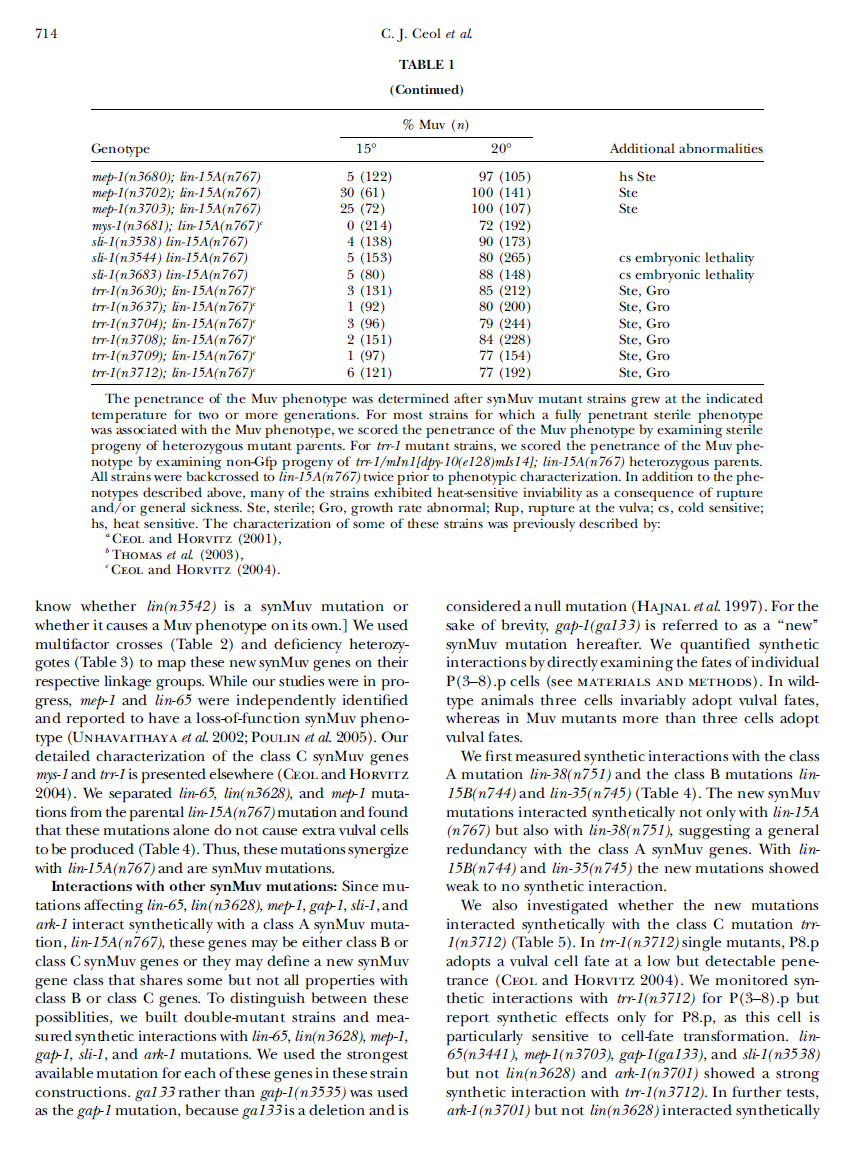 714
C. J. Ceol et al.
TABLE 1
(Continued)
% Muv (n)
Genotype 15° 20° Additional abnormalities
mep-1(n3680); lin-15A(n767) 5 (122) 97 (105) hs Ste
mep-1(n3702); lin-15A(n767) 30 (61) 100 (141) Ste
mep-1(n3703); lin-15A(n767) 25 (72) 100 (107) Ste
mys-1(n3681); lin-15A(n767)c 0 (214) 72 (192)
sli-1(n3538) lin-15A(n767) 4 (138) 90 (173)
sli-1(n3544) lin-15A(n767) 5 (153) 80 (265) cs embryonic lethality
sli-1(n3683) lin-15A(n767) 5 (80) 88 (148) cs embryonic lethality
trr-1(n3630); lin-15A(n767)c 3 (131) 85 (212) Ste, Gro
trr-1(n3637); lin-15A(n767)c 1 (92) 80 (200) Ste, Gro
trr-1(n3704); lin-15A(n767)c 3 (96) 79 (244) Ste, Gro
trr-1(n3708); lin-15A(n767)c 2 (151) 84 (228) Ste, Gro
trr-1(n3709); lin-15A(n767)c 1 (97) 77 (154) Ste, Gro
trr-1(n3712); lin-15A(n767)c 6 (121) 77 (192) Ste, Gro
The penetrance of the Muv phenotype was determined after synMuv mutant strains grew at the indicated
temperature for two or more generations. For most strains for which a fully penetrant sterile phenotype
was associated with the Muv phenotype, we scored the penetrance of the Muv phenotype by examining sterile
progeny of heterozygous mutant parents. For trr-1 mutant strains, we scored the penetrance of the Muv phe-
notype by examining non-Gfp progeny of trr-1/mIn1[dpy-10(e128)mIs14]; lin-15A(n767) heterozygous parents.
All strains were backcrossed to lin-15A(n767) twice prior to phenotypic characterization. In addition to the phe-
notypes described above, many of the strains exhibited heat-sensitive inviability as a consequence of rupture
and/or general sickness. Ste, sterile; Gro, growth rate abnormal; Rup, rupture at the vulva; cs, cold sensitive;
hs, heat sensitive. The characterization of some of these strains was previously described by:
a Ceol and Horvitz (2001),
b Thomas et al. (2003),
c Ceol and Horvitz (2004).
know whether lin(n3542) is a synMuv mutation or
whether it causes a Muv phenotype on its own.] We used
multifactor crosses (Table 2) and deficiency heterozy-
gotes (Table 3) to map these new synMuv genes on their
respective linkage groups. While our studies were in pro-
gress, mep-1 and lin-65 were independently identified
and reported to have a loss-of-function synMuv pheno-
type (Unhavaithaya et al. 2002; Poulin et al. 2005). Our
detailed characterization of the class C synMuv genes
mys-1 and trr-1 is presented elsewhere (Ceol and Horvitz
2004). We separated lin-65, lin(n3628), and mep-1 muta-
tions from the parental lin-15A(n767) mutation and found
that these mutations alone do not cause extra vulval cells
to be produced (Table 4). Thus, these mutations synergize
with lin-15A(n767) and are synMuv mutations.
Interactions with other synMuv mutations: Since mu-
tations affecting lin-65, lin(n3628), mep-1, gap-1, sli-1, and
ark-1 interact synthetically with a class A synMuv muta-
tion, lin-15A(n767), these genes may be either class B or
class C synMuv genes or they may define a new synMuv
gene class that shares some but not all properties with
class B or class C genes. To distinguish between these
possiblities, we built double-mutant strains and mea-
sured synthetic interactions with lin-65, lin(n3628), mep-1,
gap-1, sli-1, and ark-1 mutations. We used the strongest
available mutation for each of these genes in these strain
constructions. ga133 rather than gap-1(n3535) was used
as the gap-1 mutation, because ga133 is a deletion and is
considered a null mutation (Hajnal et al. 1997). For the
sake of brevity, gap-1(ga133) is referred to as a “new”
synMuv mutation hereafter. We quantified synthetic
interactions by directly examining the fates of individual
P(3–8).p cells (see materials and methods). In wild-
type animals three cells invariably adopt vulval fates,
whereas in Muv mutants more than three cells adopt
vulval fates.
We first measured synthetic interactions with the class
A mutation lin-38(n751) and the class B mutations lin-
15B(n744) and lin-35(n745) (Table 4). The new synMuv
mutations interacted synthetically not only with lin-15A
(n767) but also with lin-38(n751), suggesting a general
redundancy with the class A synMuv genes. With lin-
15B(n744) and lin-35(n745) the new mutations showed
weak to no synthetic interaction.
We also investigated whether the new mutations
interacted synthetically with the class C mutation trr-
1(n3712) (Table 5). In trr-1(n3712) single mutants, P8.p
adopts a vulval cell fate at a low but detectable pene-
trance (Ceol and Horvitz 2004). We monitored syn-
thetic interactions with trr-1(n3712) for P(3–8).p but
report synthetic effects only for P8.p, as this cell is
particularly sensitive to cell-fate transformation. lin-
65(n3441), mep-1(n3703), gap-1(ga133), and sli-1(n3538)
but not lin(n3628) and ark-1(n3701) showed a strong
synthetic interaction with trr-1(n3712). In further tests,
ark-1(n3701) but not lin(n3628) interacted synthetically